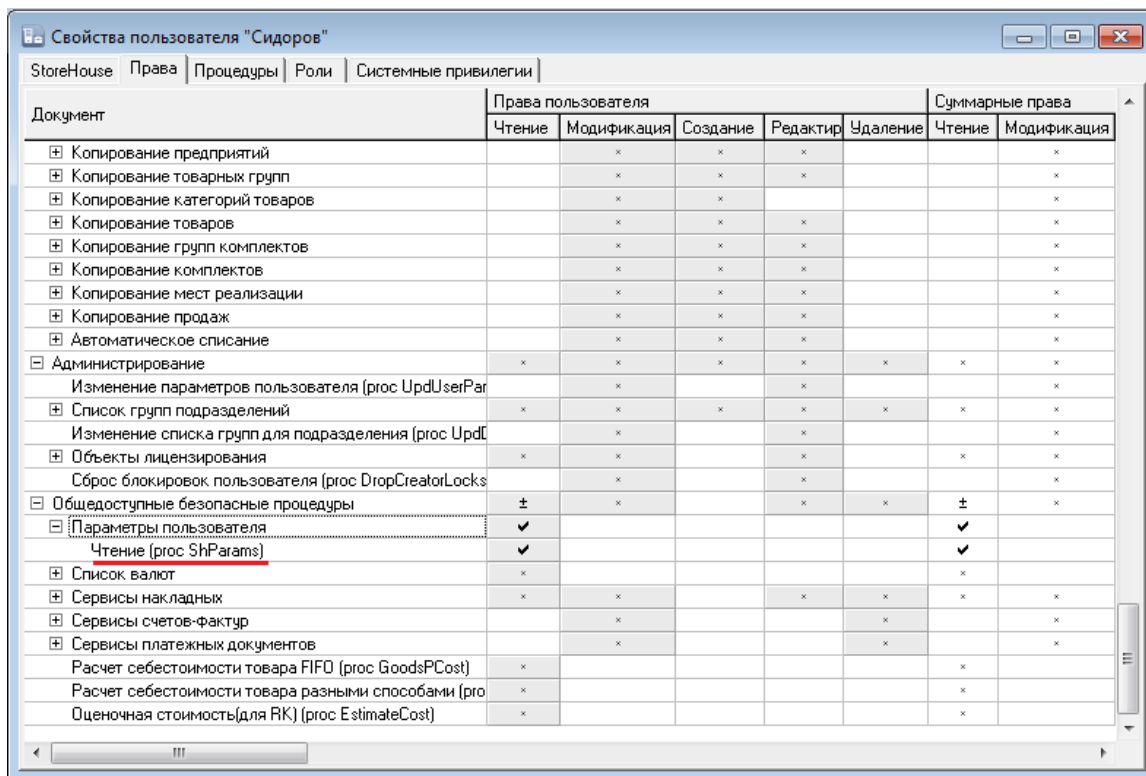 Свойства пользователя "Сидоров"
StoreHouse Права Процедуры Роли Системные привилегии
Документ Права пользователя Суммарные права
Чтение Модификация Создание Редактир Удаление Чтение Модификация
Копирование предприятий × × × ×
Копирование товарных групп × × × ×
Копирование категорий товаров × × ×
Копирование товаров × × × ×
Копирование групп комплектов × × × ×
Копирование комплектов × × × ×
Копирование мест реализации × × × ×
Копирование продаж × × × ×
Автоматическое списание × × × ×
Администрирование × × × × × × ×
Изменение параметров пользователя (proc UpdUserPar × × ×
Список групп подразделений × × × × × × ×
Изменение списка групп для подразделения (proc UpdD × × ×
Объекты лицензирования × × × × ×
Сброс блокировок пользователя (proc DropCreatorLocks × × ×
Общедоступные безопасные процедуры ± × × × ± ×
Параметры пользователя ✓ ✓
Чтение (proc ShParams) ✓ ✓
Список валют × ×
Сервисы накладных × × × × × ×
Сервисы счетов-фактур × × ×
Сервисы платежных документов × × ×
Расчет себестоимости товара FIFO (proc GoodsPCost) × ×
Расчет себестоимости товара разными способами (pro × ×
Оценочная стоимость(для RK) (proc EstimateCost) × ×